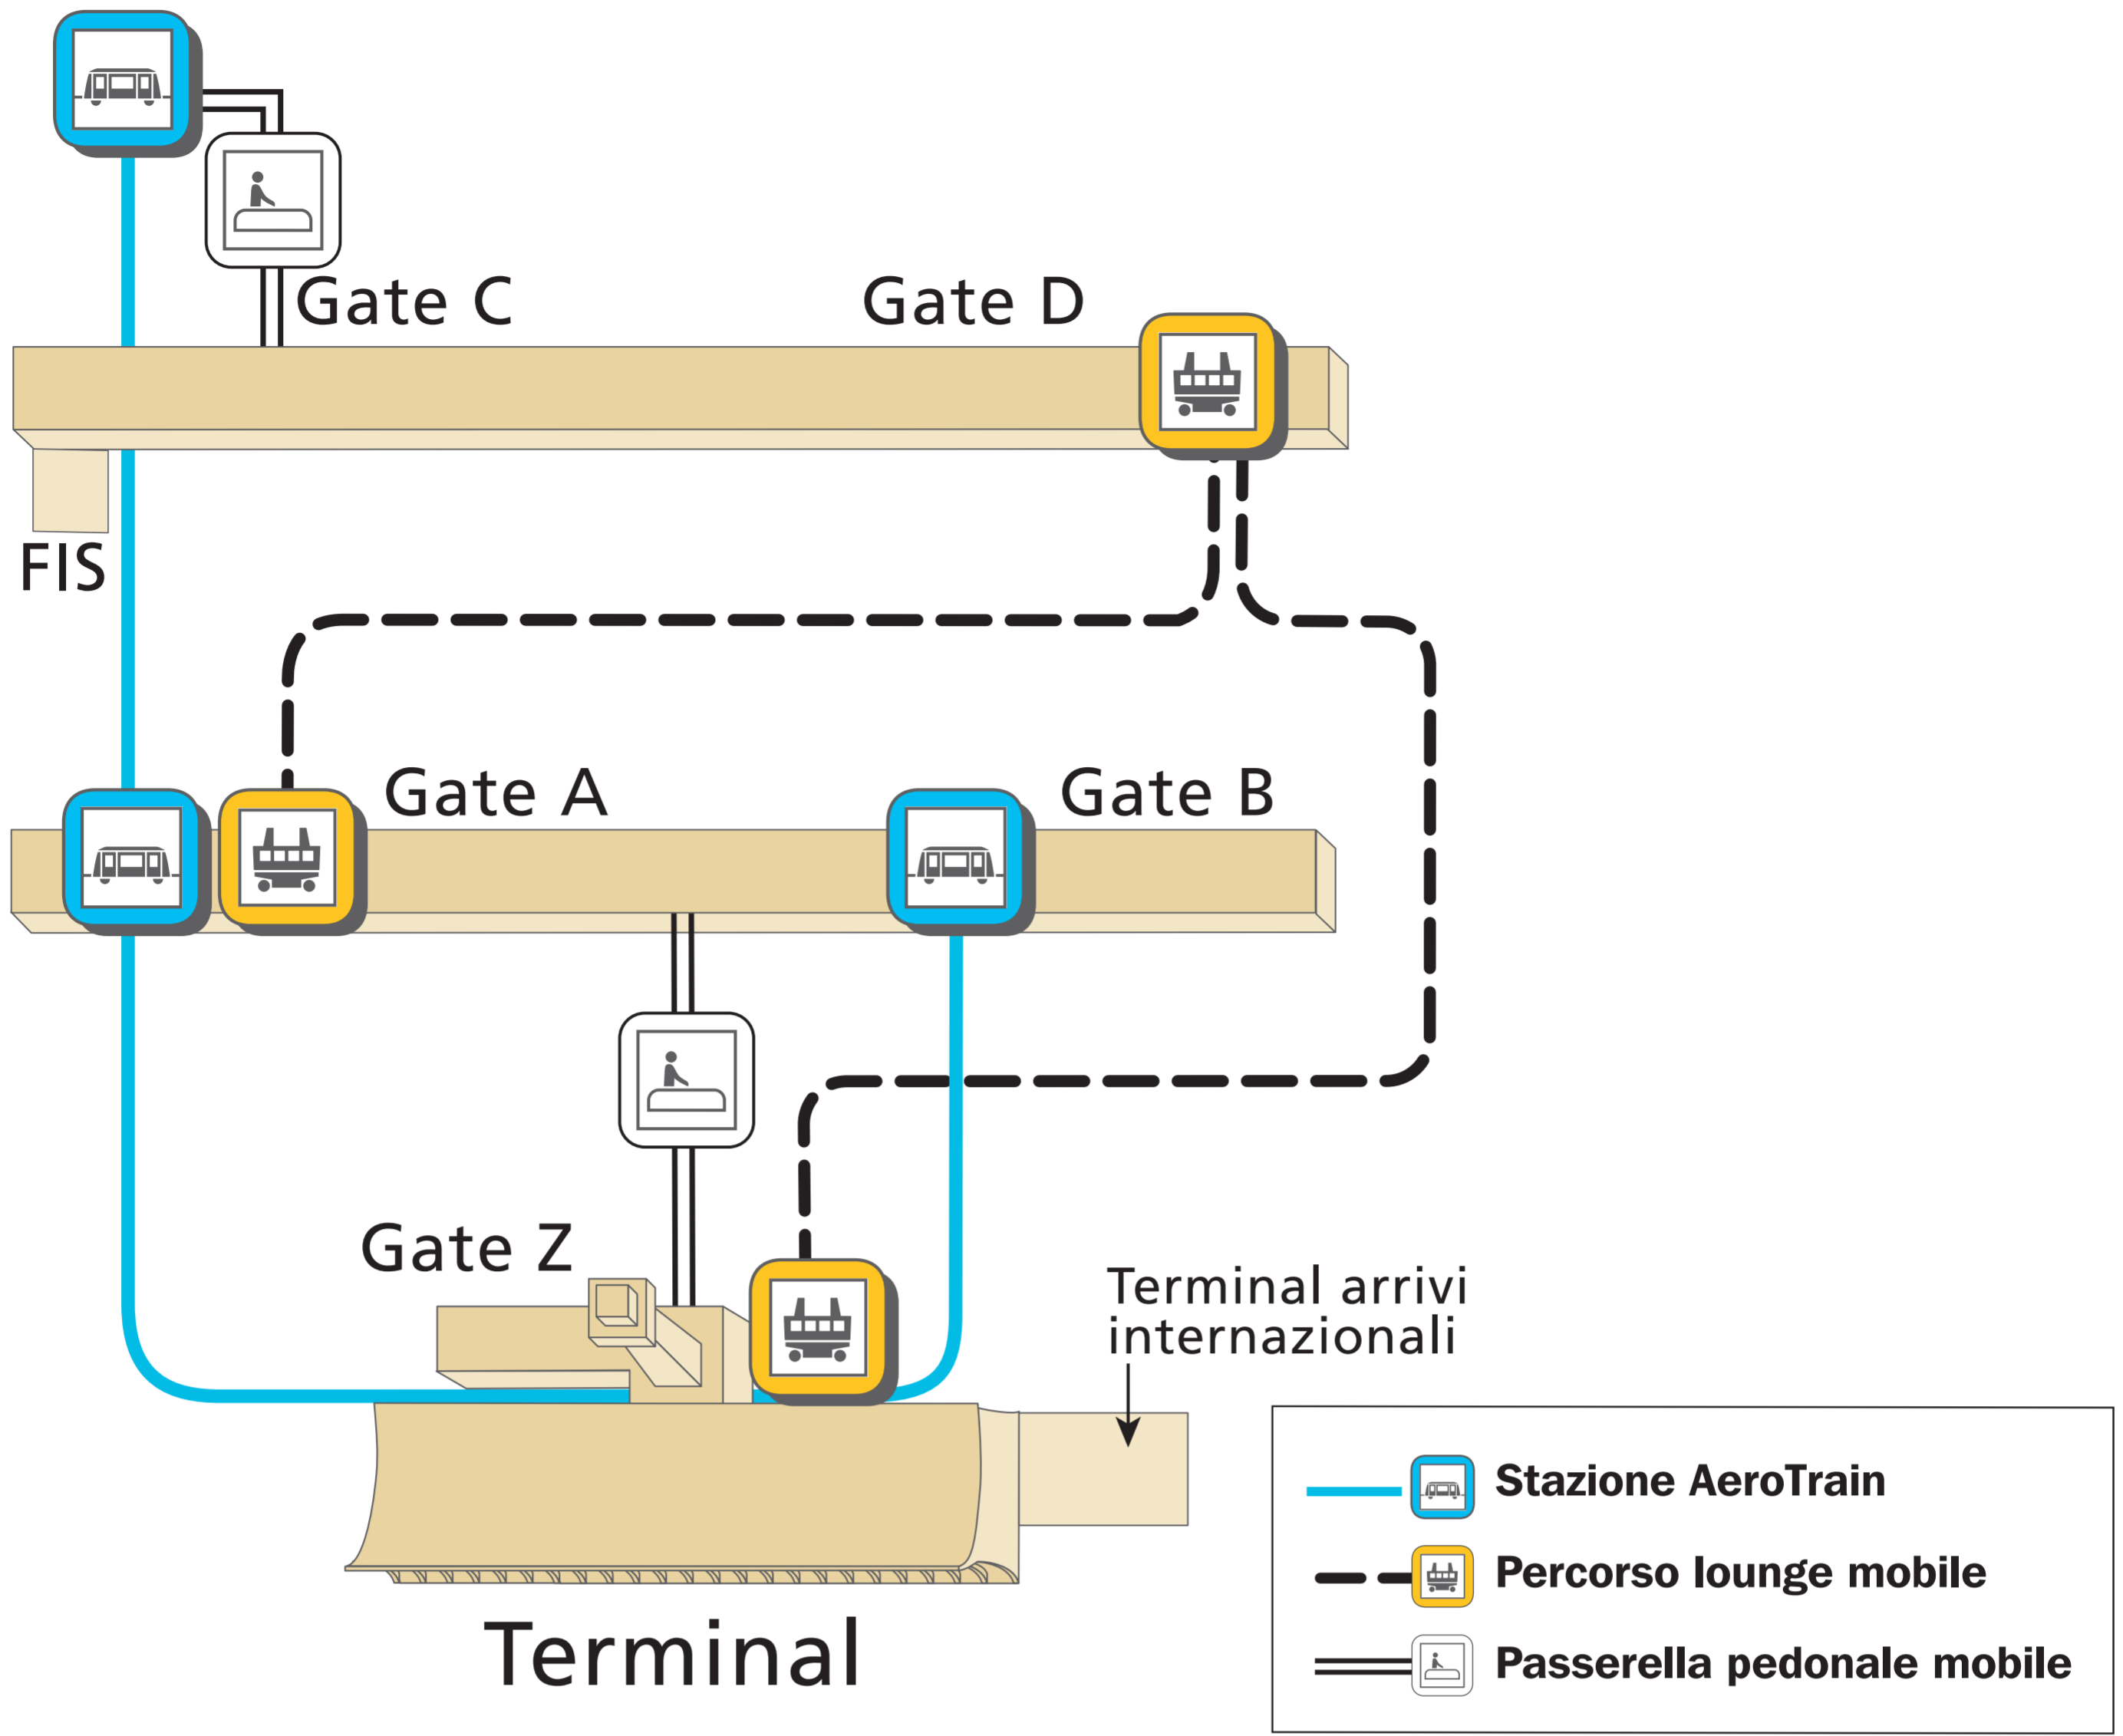 Gate C
Gate D
FIS
Gate A
Gate B
Gate Z
Terminal arrivi
internazionali
Terminal
Stazione AeroTrain
Percorso lounge mobile
Passerella pedonale mobile